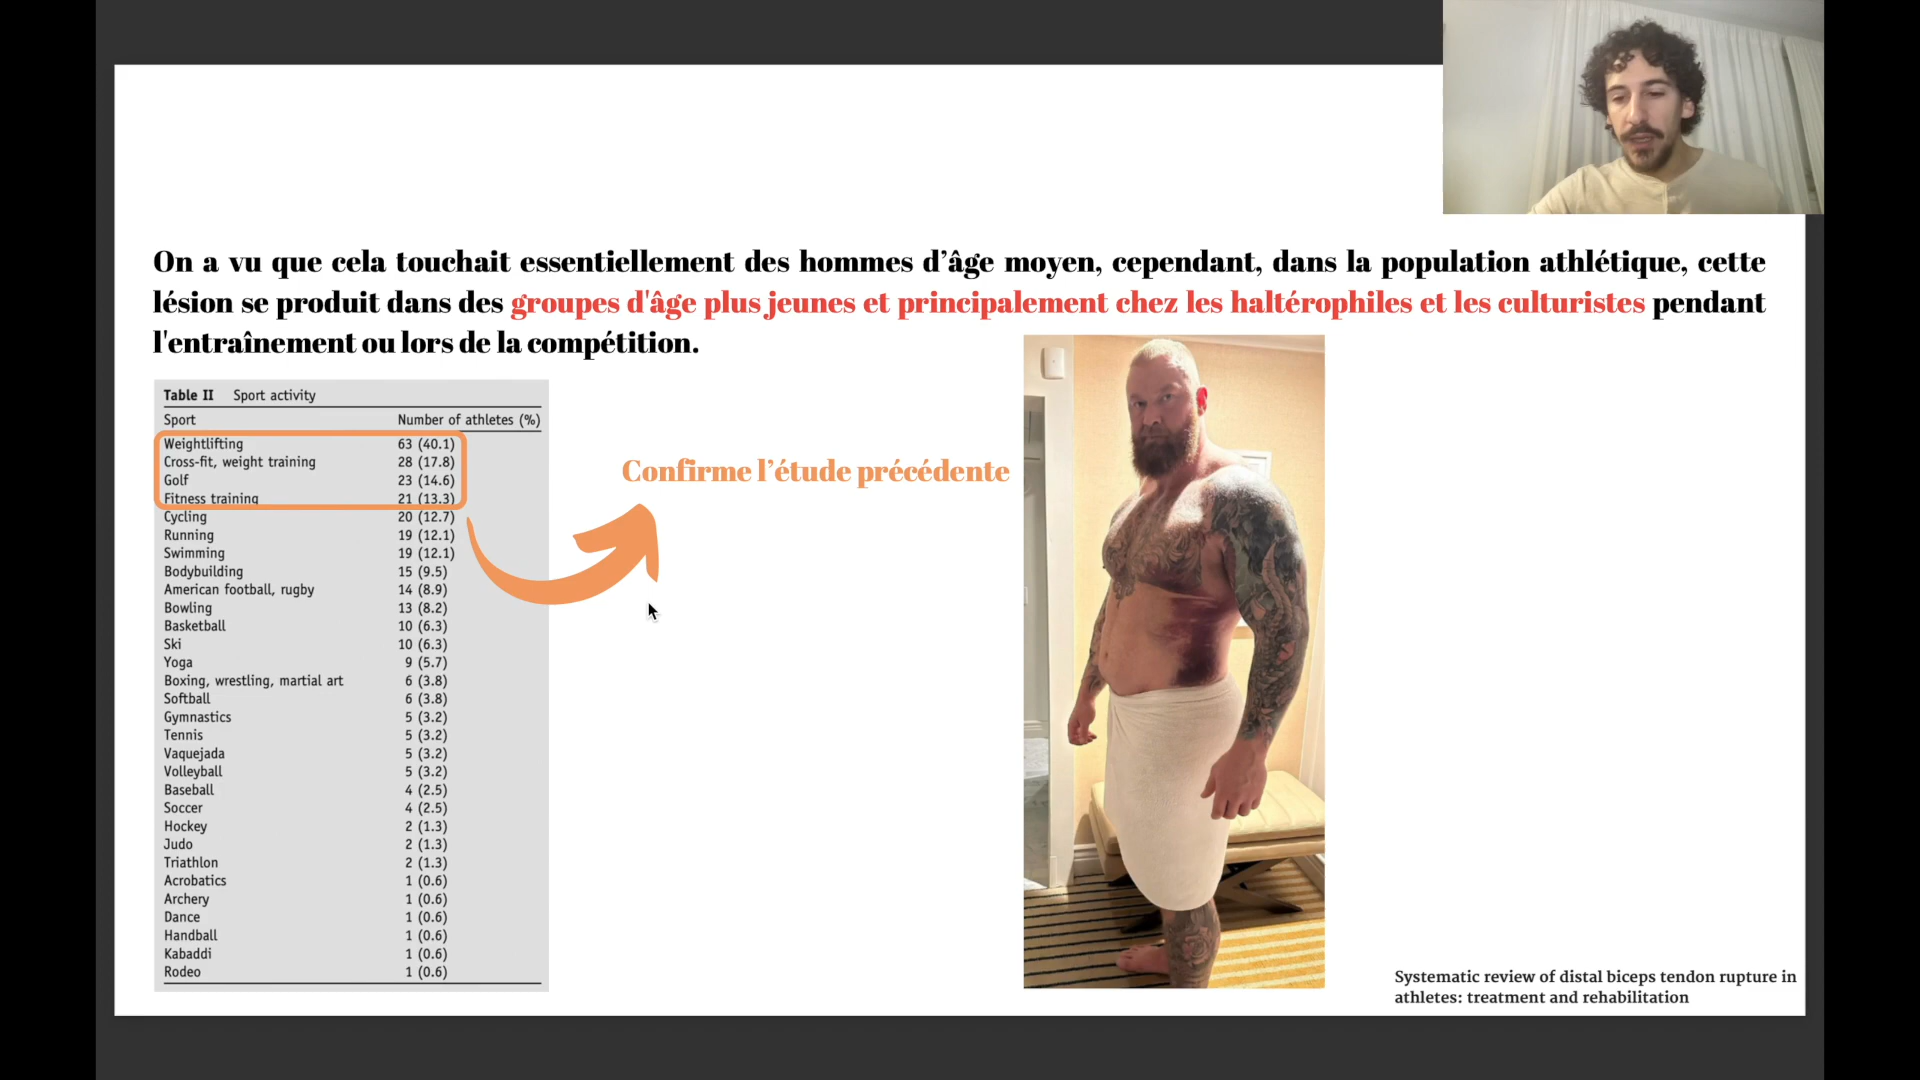 On a vu que cela touchait essentiellement des hommes d’âge moyen, cependant, dans la population athlétique, cette
lésion se produit dans des groupes d'âge plus jeunes et principalement chez les haltérophiles et les culturistes pendant
l'entraînement ou lors de la compétition.
Table II Sport activity
Sport Number of athletes (%)
Weightlifting 63 (40.1)
Cross-fit, weight training 28 (17.8)
Golf 23 (14.6)
Fitness training 21 (13.3)
Cycling 20 (12.7)
Running 19 (12.1)
Swimming 19 (12.1)
Bodybuilding 15 (9.5)
American football, rugby 14 (8.9)
Bowling 13 (8.2)
Basketball 10 (6.3)
Ski 10 (6.3)
Yoga 9 (5.7)
Boxing, wrestling, martial art 6 (3.8)
Softball 6 (3.8)
Gymnastics 5 (3.2)
Tennis 5 (3.2)
Vaquejada 5 (3.2)
Volleyball 5 (3.2)
Baseball 4 (2.5)
Soccer 4 (2.5)
Hockey 2 (1.3)
Judo 2 (1.3)
Triathlon 2 (1.3)
Acrobatics 1 (0.6)
Archery 1 (0.6)
Dance 1 (0.6)
Handball 1 (0.6)
Kabaddi 1 (0.6)
Rodeo 1 (0.6)
Confirme l’étude précédente
Systematic review of distal biceps tendon rupture in
athletes: treatment and rehabilitation